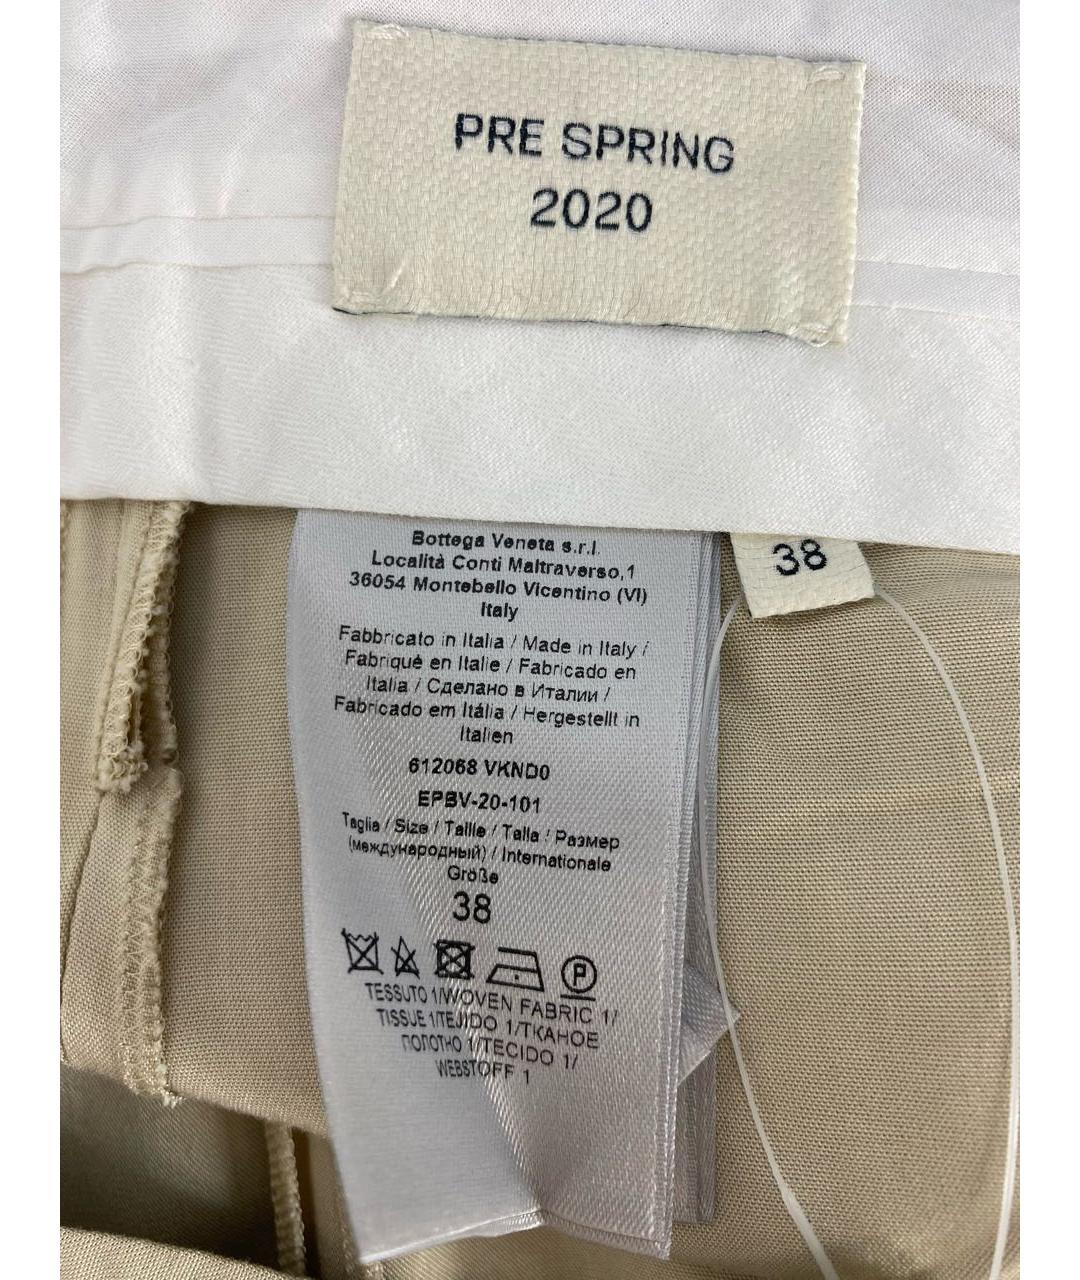 PRE SPRING
2020
38
Bottega Veneta s.r.l.
Località Conti Maltraverso,1
36054 Montebello Vicentino (VI)
Italy
Fabbricato in Italia / Made in Italy /
Fabriqué en Italie / Fabricado en
Italia / Сделано в Италии /
Fabricado em Itália / Hergestellt in
Italien
612068 VKND0
EPBV-20-101
Taglia / Size / Taille / Talla / Размер
(международный) / Internationale
Größe
38
P
TESSUTO 1/WOVEN FABRIC 1/
TISSUE 1/TEJIDO 1/ТКАНОЕ
ПОЛОТНО 1/TECIDO 1/
WEBSTOFF 1